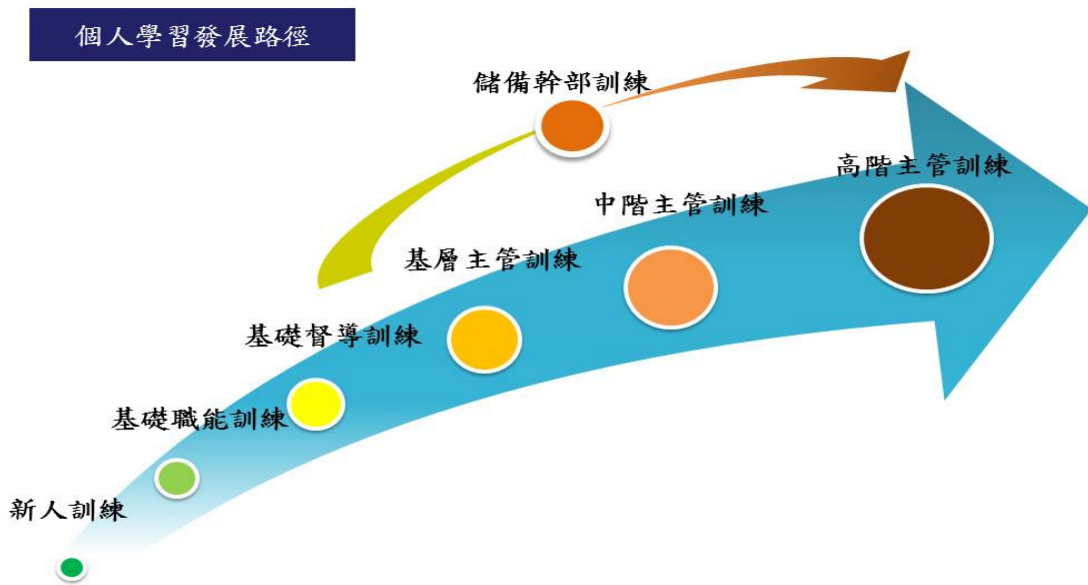 個人學習發展路徑
儲備幹部訓練
高階主管訓練
中階主管訓練
基層主管訓練
基礎督導訓練
基礎職能訓練
新人訓練